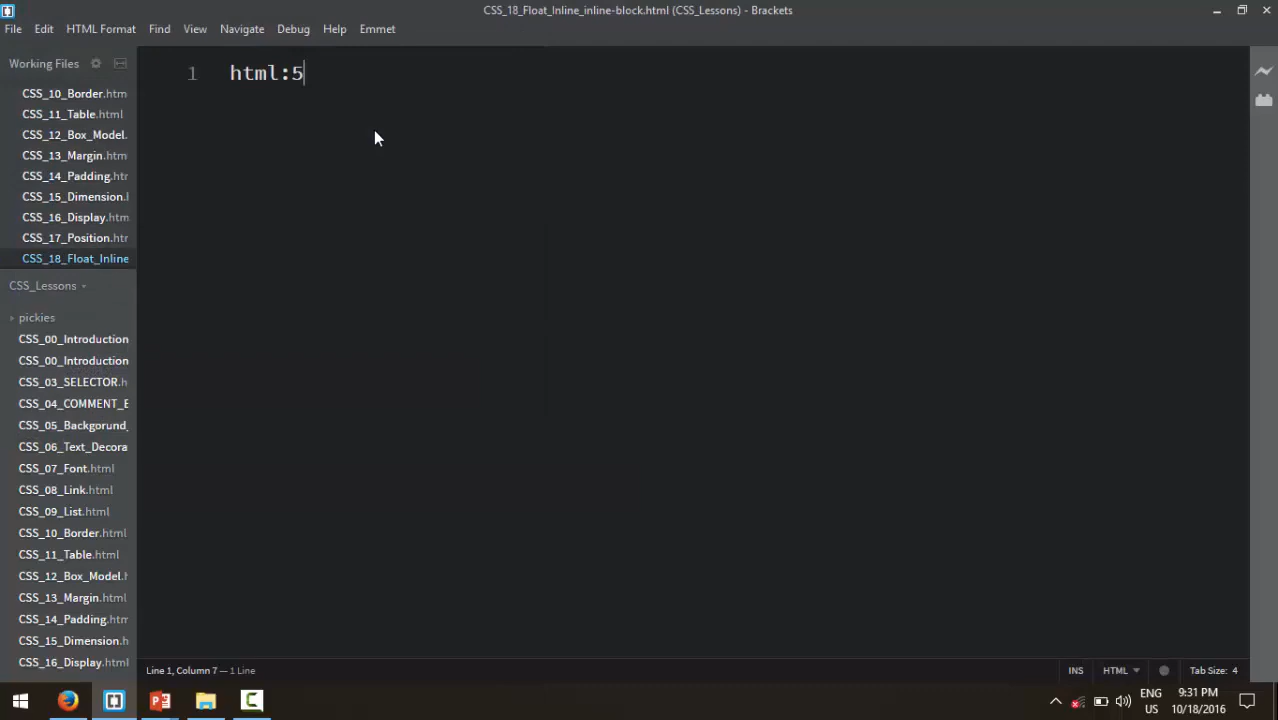 CSS_18_Float_Inline_inline-block.html (CSS_Lessons) - Brackets
File Edit HTML Format Find View Navigate Debug Help Emmet
Working Files
1 html:5
CSS_10_Border.htm
CSS_11_Table.html
CSS_12_Box_Model.
CSS_13_Margin.htm
CSS_14_Padding.htr
CSS_15_Dimension.h
CSS_16_Display.htm
CSS_17_Position.htr
CSS_18_Float_Inline
CSS_Lessons
pickies
CSS_00_Introduction
CSS_00_Introduction
CSS_03_SELECTOR.h
CSS_04_COMMENT_E
CSS_05_Backgorund_
CSS_06_Text_Decora
CSS_07_Font.html
CSS_08_Link.html
CSS_09_List.html
CSS_10_Border.html
CSS_11_Table.html
CSS_12_Box_Model.h
CSS_13_Margin.html
CSS_14_Padding.htm
CSS_15_Dimension.h
CSS_16_Display.html
Line 1, Column 7 — 1 Line
INS HTML Tab Size: 4
ENG 9:31 PM
US 10/18/2016